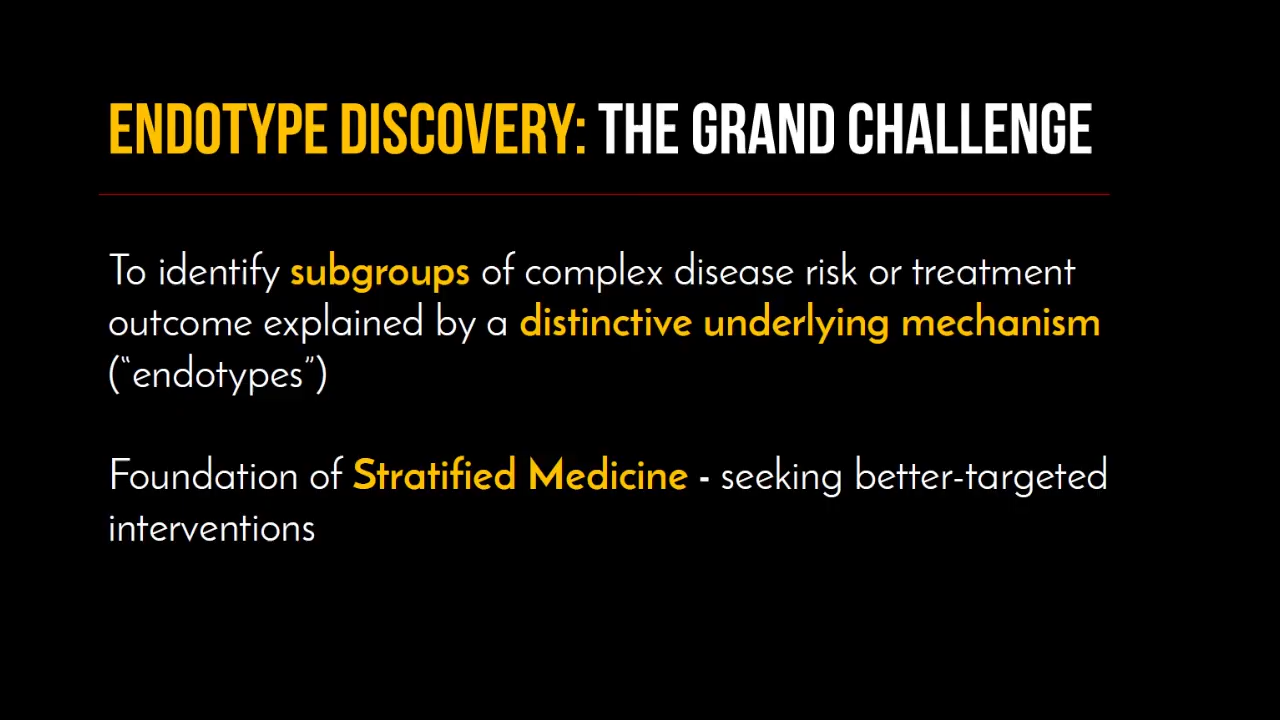 ENDOTYPE DISCOVERY: THE GRAND CHALLENGE
To identify subgroups of complex disease risk or treatment
outcome explained by a distinctive underlying mechanism
(“endotypes”)
Foundation of Stratified Medicine - seeking better-targeted
interventions